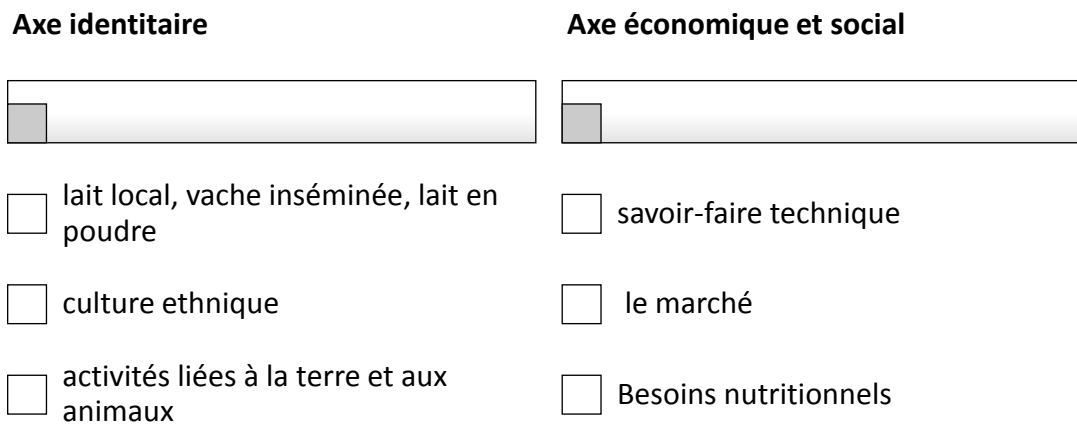 Axe identitaire
lait local, vache inséminée, lait en
poudre
culture ethnique
activités liées à la terre et aux
animaux
Axe économique et social
savoir-faire technique
le marché
Besoins nutritionnels